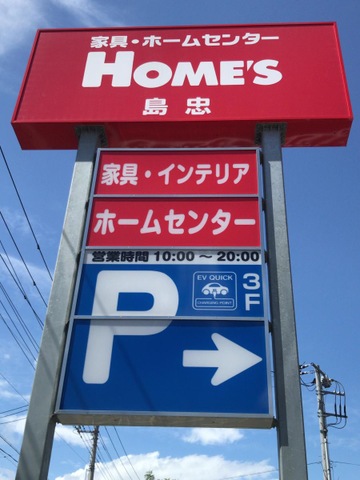 家具・ホームセンター
HOME'S
島忠
家具・インテリア
ホームセンター
営業時間 10:00 ～ 20:00
P
EV QUICK
CHARGING POINT
3F